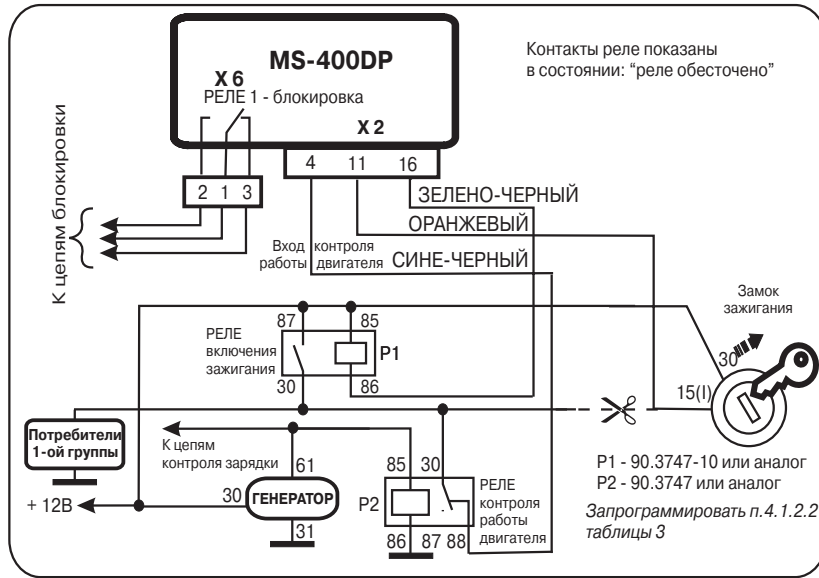 MS-400DP
X 6
РЕЛЕ 1 - блокировка
X 2
Контакты реле показаны
в состоянии: “реле обесточено”
2 1 3
4 11 16
К цепям блокировки
ЗЕЛЕНО-ЧЕРНЫЙ
ОРАНЖЕВЫЙ
Вход контроля
работы двигателя
СИНЕ-ЧЕРНЫЙ
Замок
зажигания
30
15(I)
87 85
РЕЛЕ
включения
зажигания
P1
30 86
Потребители
1-ой группы
К цепям
контроля зарядки
61
30
ГЕНЕРАТОР
31
+ 12В
85 30
P2
РЕЛЕ
контроля
работы
двигателя
86 87 88
P1 - 90.3747-10 или аналог
P2 - 90.3747 или аналог
Запрограммировать п.4.1.2.2
таблицы 3